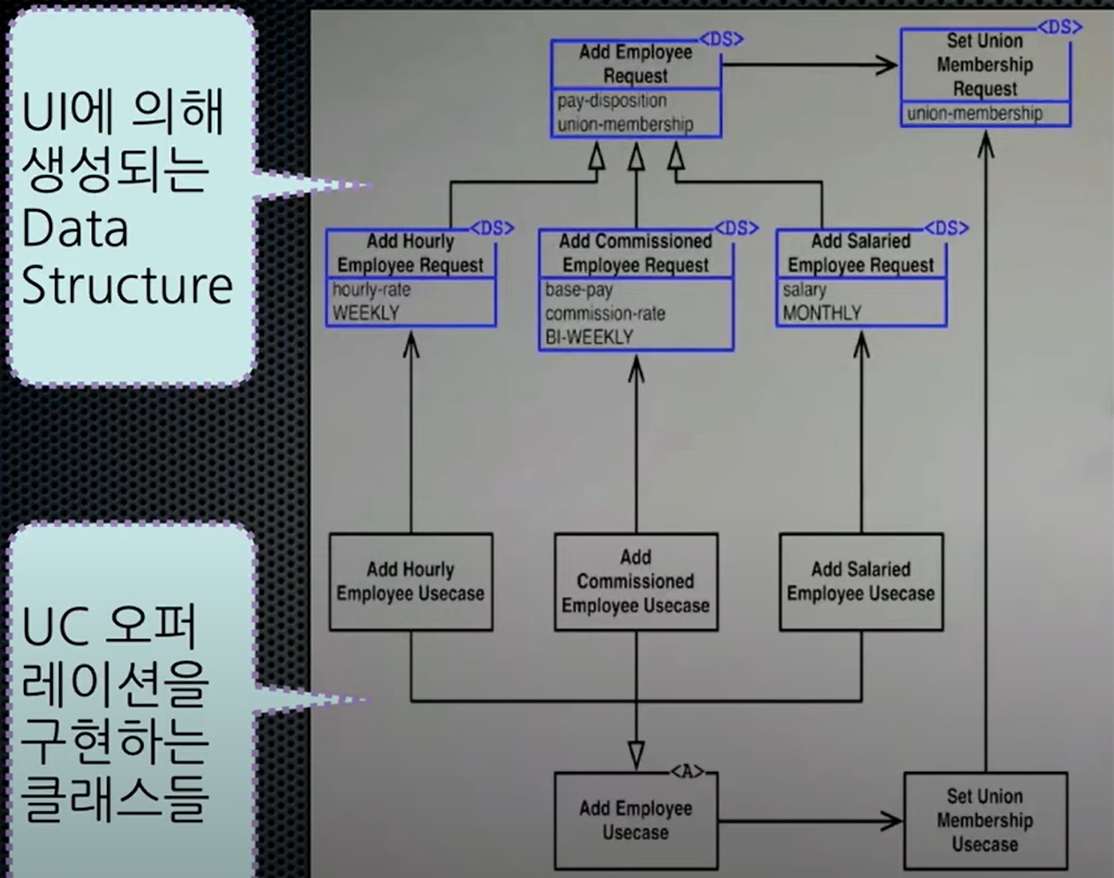 UI에 의해
생성되는
Data
Structure
<DS>
Add Employee
Request
pay-disposition
union-membership
<DS>
Set Union
Membership
Request
union-membership
<DS>
Add Hourly
Employee Request
hourly-rate
WEEKLY
<DS>
Add Commissioned
Employee Request
base-pay
commission-rate
BI-WEEKLY
<DS>
Add Salaried
Employee Request
salary
MONTHLY
UC 오퍼
레이션을
구현하는
클래스들
Add Hourly
Employee Usecase
Add
Commissioned
Employee Usecase
Add Salaried
Employee Usecase
<A>
Add Employee
Usecase
Set Union
Membership
Usecase